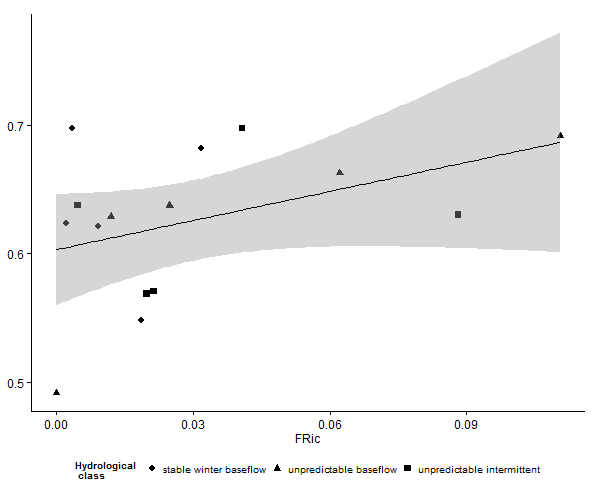 0.7
0.6
0.5
0.00 0.03 0.06 0.09
FRic
Hydrological
class
stable winter baseflow unpredictable baseflow unpredictable intermittent